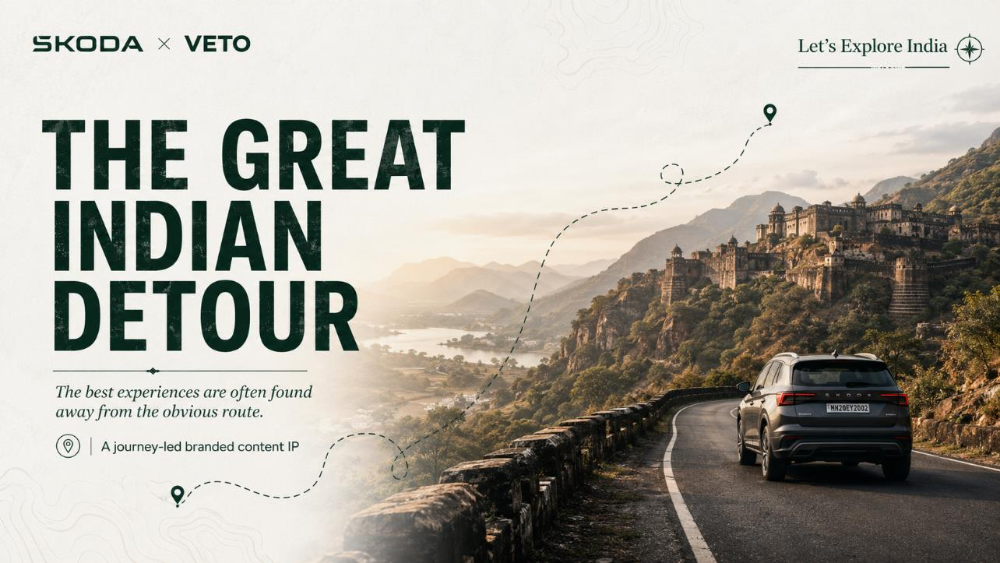 SKODA × VETO
Let's Explore India
THE GREAT
INDIAN
DETOUR
The best experiences are often found
away from the obvious route.
A journey-led branded content IP
SKODA
MH20EY2002